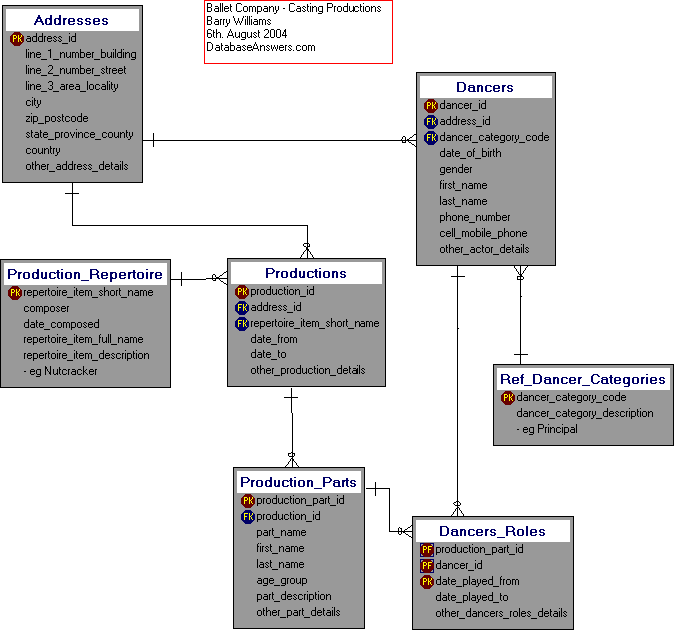 Ballet Company - Casting Productions
Barry Williams
6th. August 2004
DatabaseAnswers.com
Addresses
PK address_id
line_1_number_building
line_2_number_street
line_3_area_locality
city
zip_postcode
state_province_county
country
other_address_details
Dancers
PK dancer_id
FK address_id
FK dancer_category_code
date_of_birth
gender
first_name
last_name
phone_number
cell_mobile_phone
other_actor_details
Production_Repertoire
PK repertoire_item_short_name
composer
date_composed
repertoire_item_full_name
repertoire_item_description
- eg Nutcracker
Productions
PK production_id
FK address_id
FK repertoire_item_short_name
date_from
date_to
other_production_details
Ref_Dancer_Categories
PK dancer_category_code
dancer_category_description
- eg Principal
Production_Parts
PK production_part_id
FK production_id
part_name
first_name
last_name
age_group
part_description
other_part_details
Dancers_Roles
PF production_part_id
PF dancer_id
PK date_played_from
date_played_to
other_dancers_roles_details